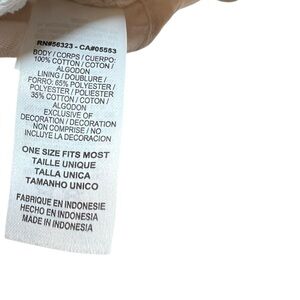 RN#56323 - CA#05553
BODY / CORPS / CUERPO:
100% COTTON / COTON /
ALGODON
LINING / DOUBLURE /
FORRO: 65% POLYESTER /
POLYESTER / POLIESTER
35% COTTON / COTON /
ALGODON
EXCLUSIVE OF
DECORATION / DECORATION
NON COMPRISE / NO
INCLUYE LA DECORACION
ONE SIZE FITS MOST
TAILLE UNIQUE
TALLA UNICA
TAMANHO UNICO
FABRIQUE EN INDONESIE
HECHO EN INDONESIA
MADE IN INDONESIA